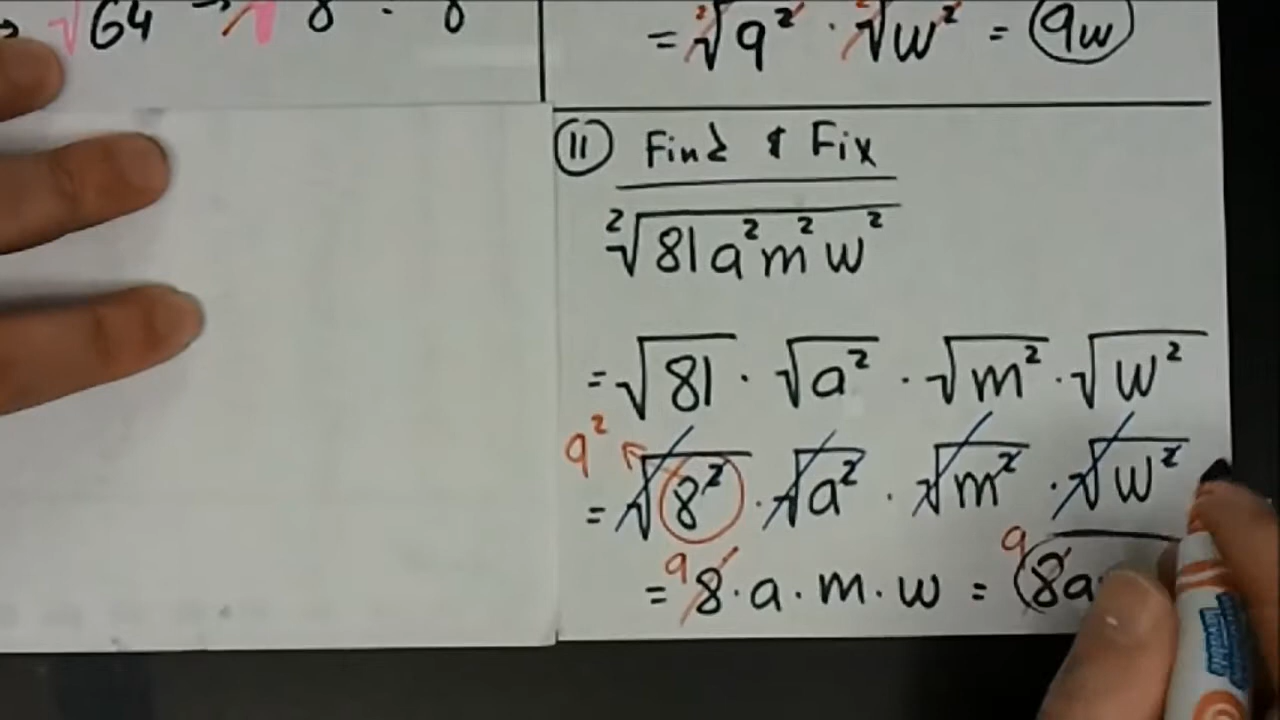 √64 → √8 · 8
= ²√9² · ²√w² = 9w
11 Find & Fix
²√81a²m²w²
= √81 · √a² · √m² · √w²
9²
= √8² · √a² · √m² · √w²
9 9
= 8 · a · m · w = 8a